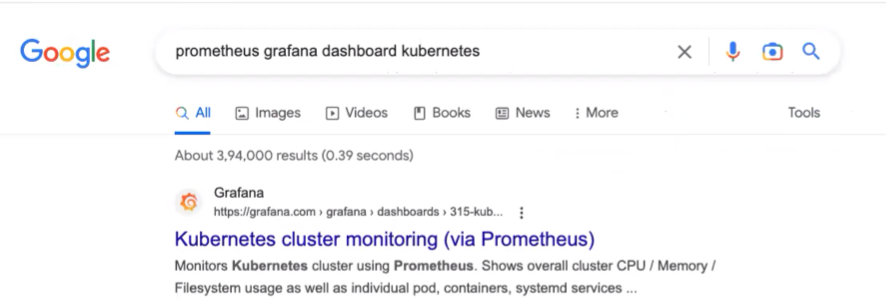 Google
prometheus grafana dashboard kubernetes
All Images Videos Books News More Tools
About 3,94,000 results (0.39 seconds)
Grafana
https://grafana.com › grafana › dashboards › 315-kub...
Kubernetes cluster monitoring (via Prometheus)
Monitors Kubernetes cluster using Prometheus. Shows overall cluster CPU / Memory /
Filesystem usage as well as individual pod, containers, systemd services ...